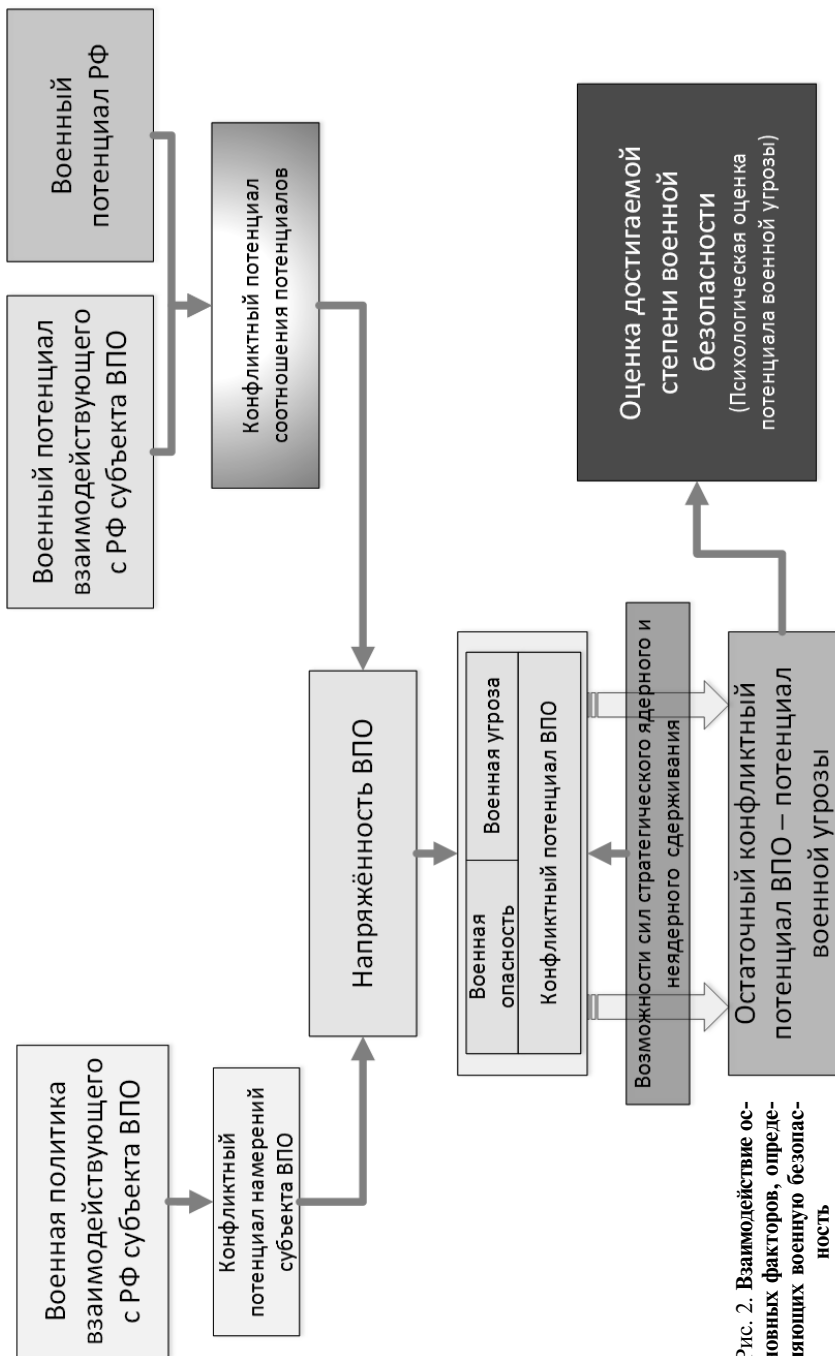 Военная политика
взаимодействующего
с РФ субъекта ВПО
Военный потенциал
взаимодействующего
с РФ субъекта ВПО
Военный
потенциал РФ
Конфликтный
потенциал намерений
субъекта ВПО
Конфликтный потенциал
соотношения потенциалов
Напряжённость ВПО
Военная
опасность
Военная угроза
Конфликтный потенциал ВПО
Возможности сил стратегического ядерного и
неядерного сдерживания
Остаточный конфликтный
потенциал ВПО – потенциал
военной угрозы
Оценка достигаемой
степени военной
безопасности
(Психологическая оценка
потенциала военной угрозы)
Рис. 2. Взаимодействие ос-
новных факторов, опреде-
ляющих военную безопас-
ность